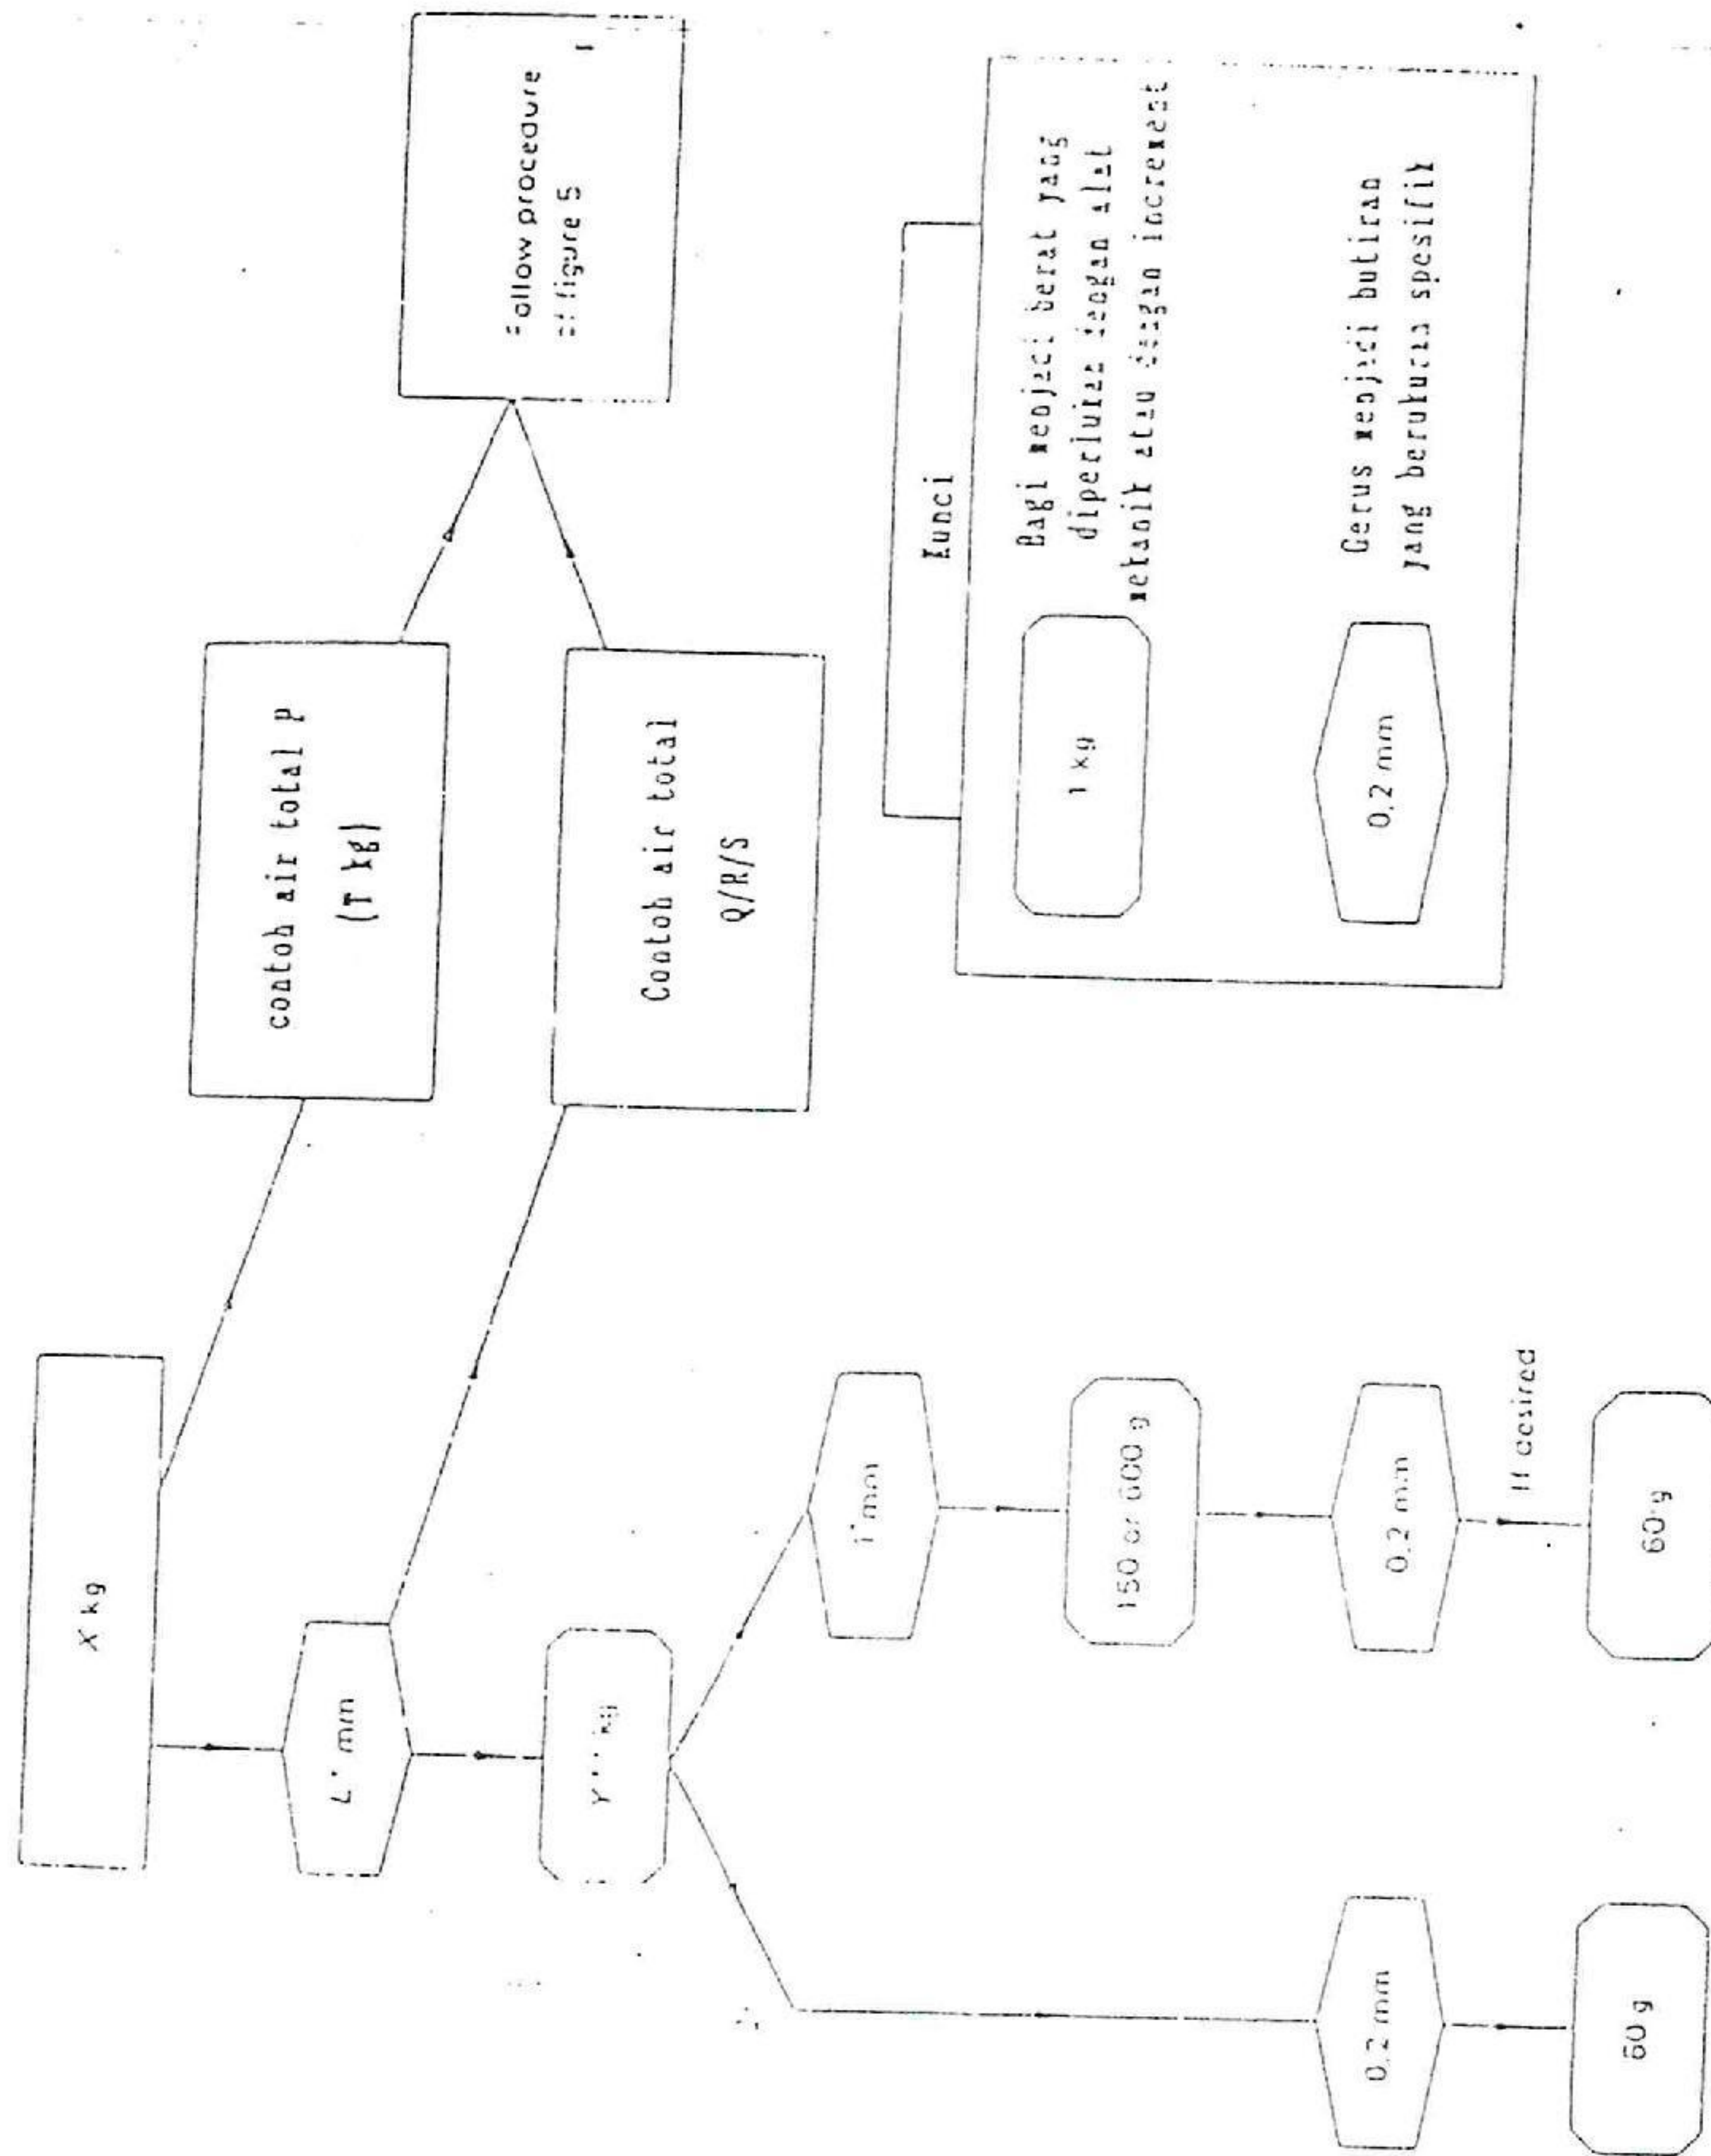 X kg
contoh air total P
(T kg)
Follow procedure
of figure 5
L* mm
Contoh air total
Q/R/S
Y** kg
1 mm
150 or 600 g
0,2 mm
If desired
60 g
0,2 mm
60 g
Kunci
1 kg
Bagi menjadi berat yang
diperlukan dengan alat
mekanik atau dengan increment
0,2 mm
Gerus menjadi butiran
yang berukuran spesifik